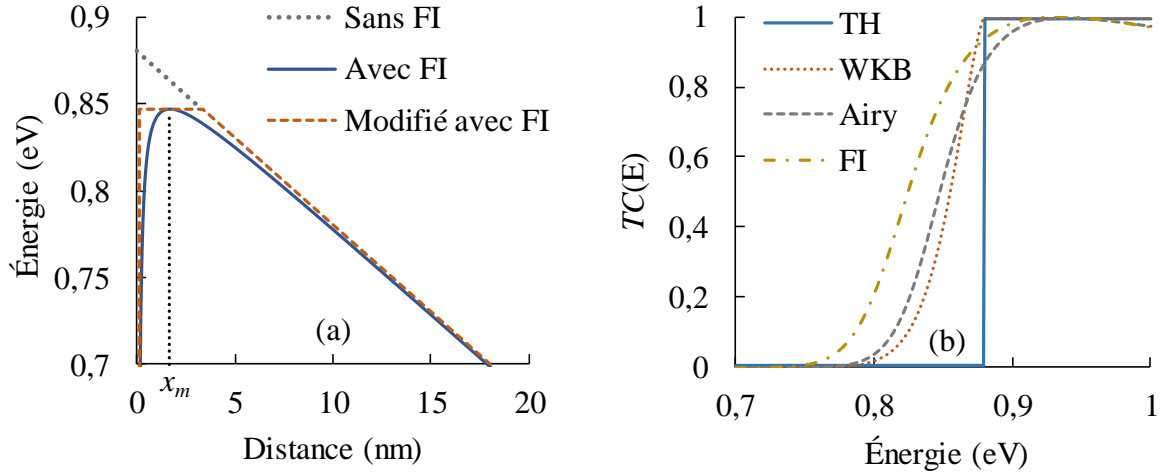 0,9
0,85
0,8
0,75
0,7
Énergie (eV)
Sans FI
Avec FI
Modifié avec FI
(a)
0
x_m
5
10
15
20
Distance (nm)
1
0,8
0,6
0,4
0,2
0
TC(E)
TH
WKB
Airy
FI
(b)
0,7
0,8
0,9
1
Énergie (eV)